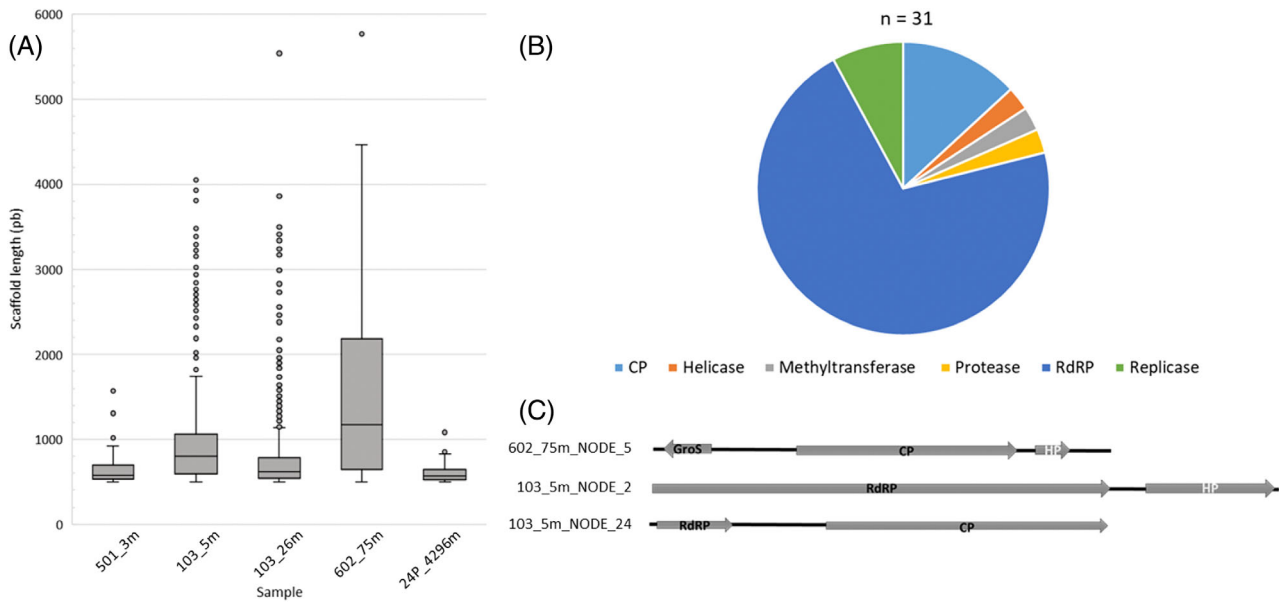 (A)
6000
5000
4000
3000
2000
1000
0
Scaffold length (pb)
501_3m
103_5m
103_26m
602_75m
24P_4296m
Sample
(B)
n = 31
CP Helicase Methyltransferase Protease RdRP Replicase
(C)
602_75m_NODE_5 GroS CP HP
103_5m_NODE_2 RdRP HP
103_5m_NODE_24 RdRP CP